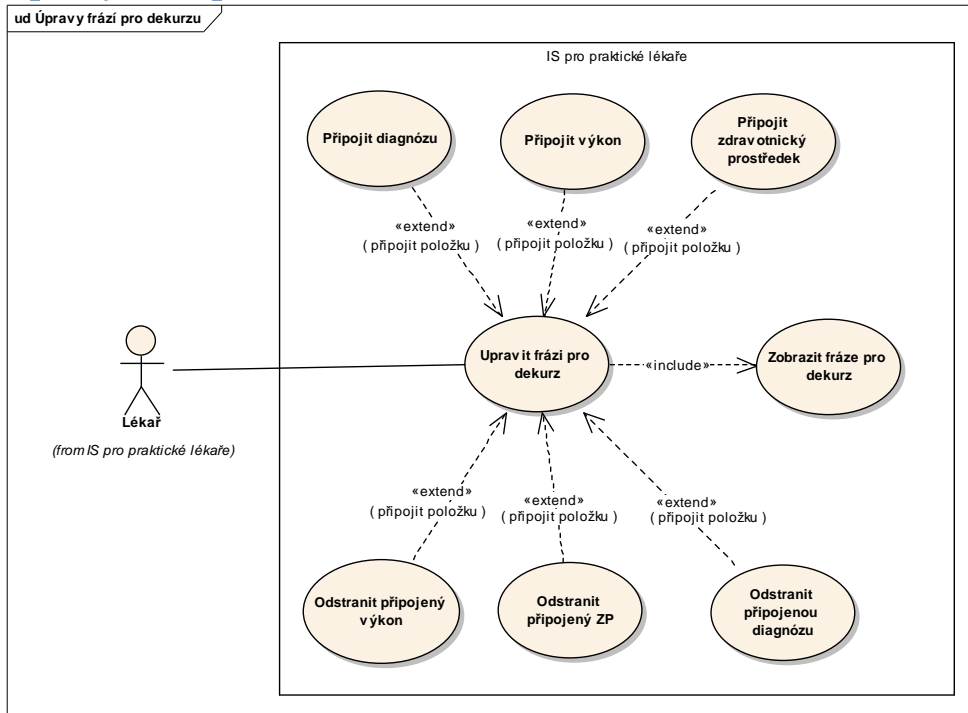 ud Úpravy frází pro dekurzu
IS pro praktické lékaře
Připojit diagnózu
Připojit výkon
Připojit
zdravotnický
prostředek
«extend»
( připojit položku )
«extend»
( připojit položku )
«extend»
( připojit položku )
Upravit frázi pro
dekurz
«include»
Zobrazit fráze pro
dekurz
Lékař
(from IS pro praktické lékaře)
«extend»
( připojit položku )
«extend»
( připojit položku )
«extend»
( připojit položku )
Odstranit připojený
výkon
Odstranit
připojený ZP
Odstranit
připojenou
diagnózu